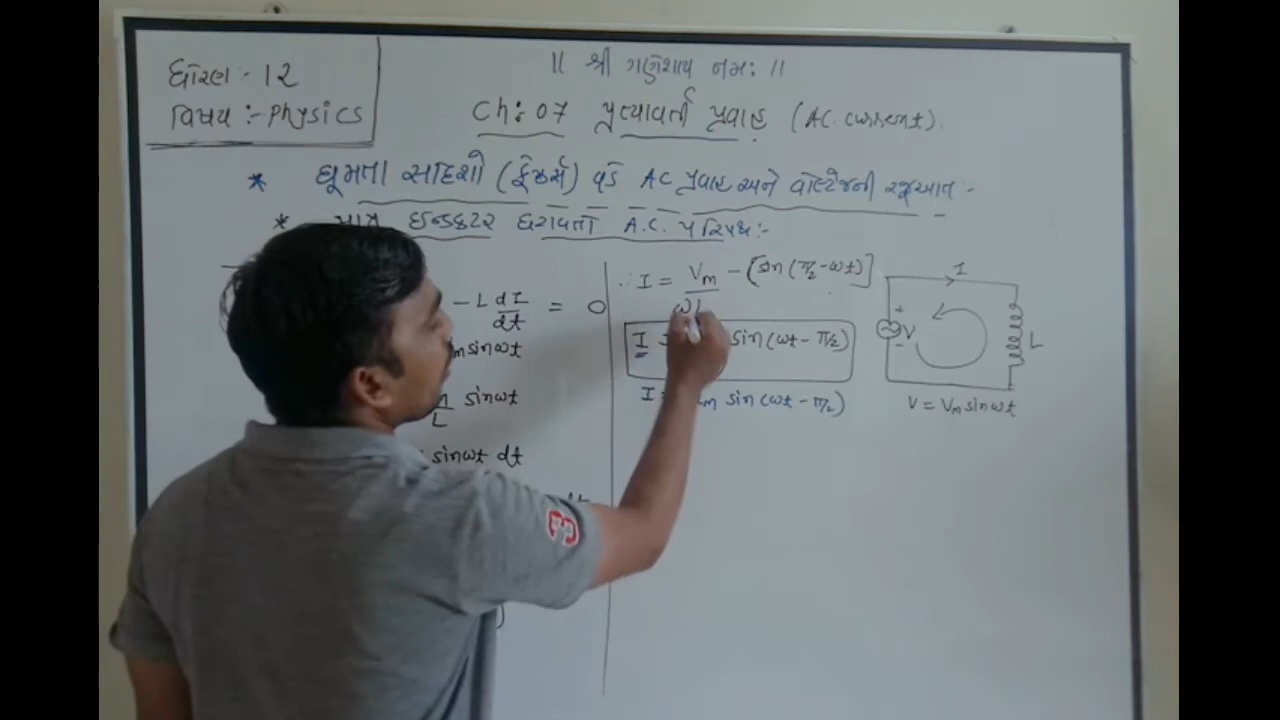 ધોરણ :- 12
વિષય :- Physics
|| શ્રી ગણેશાય નમઃ ||
Ch: 07 પ્રત્યાવર્તી પ્રવાહ (A.C. current).
* ઘૂમતા સદિશો (ફેઝર્સ) વડે AC પ્રવાહ અને વોલ્ટેજની રજૂઆત :-
* માત્ર ઇન્ડક્ટર ધરાવતા A.C. પરિપથ :-
- L dI/dt = 0
m sinωt
L sinωt
sinωt dt
∴ I = Vm/ωL - [sin(π/2 - ωt)]
I = sin(ωt - π/2)
I = m sin(ωt - π/2)
I
+
V
-
L
V = Vm sinωt
3